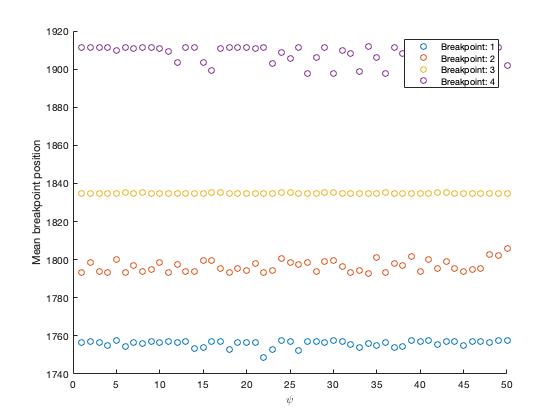 1920
1900
1880
1860
1840
1820
1800
1780
1760
1740
Mean breakpoint position
Breakpoint: 1
Breakpoint: 2
Breakpoint: 3
Breakpoint: 4
0 5 10 15 20 25 30 35 40 45 50
ψ